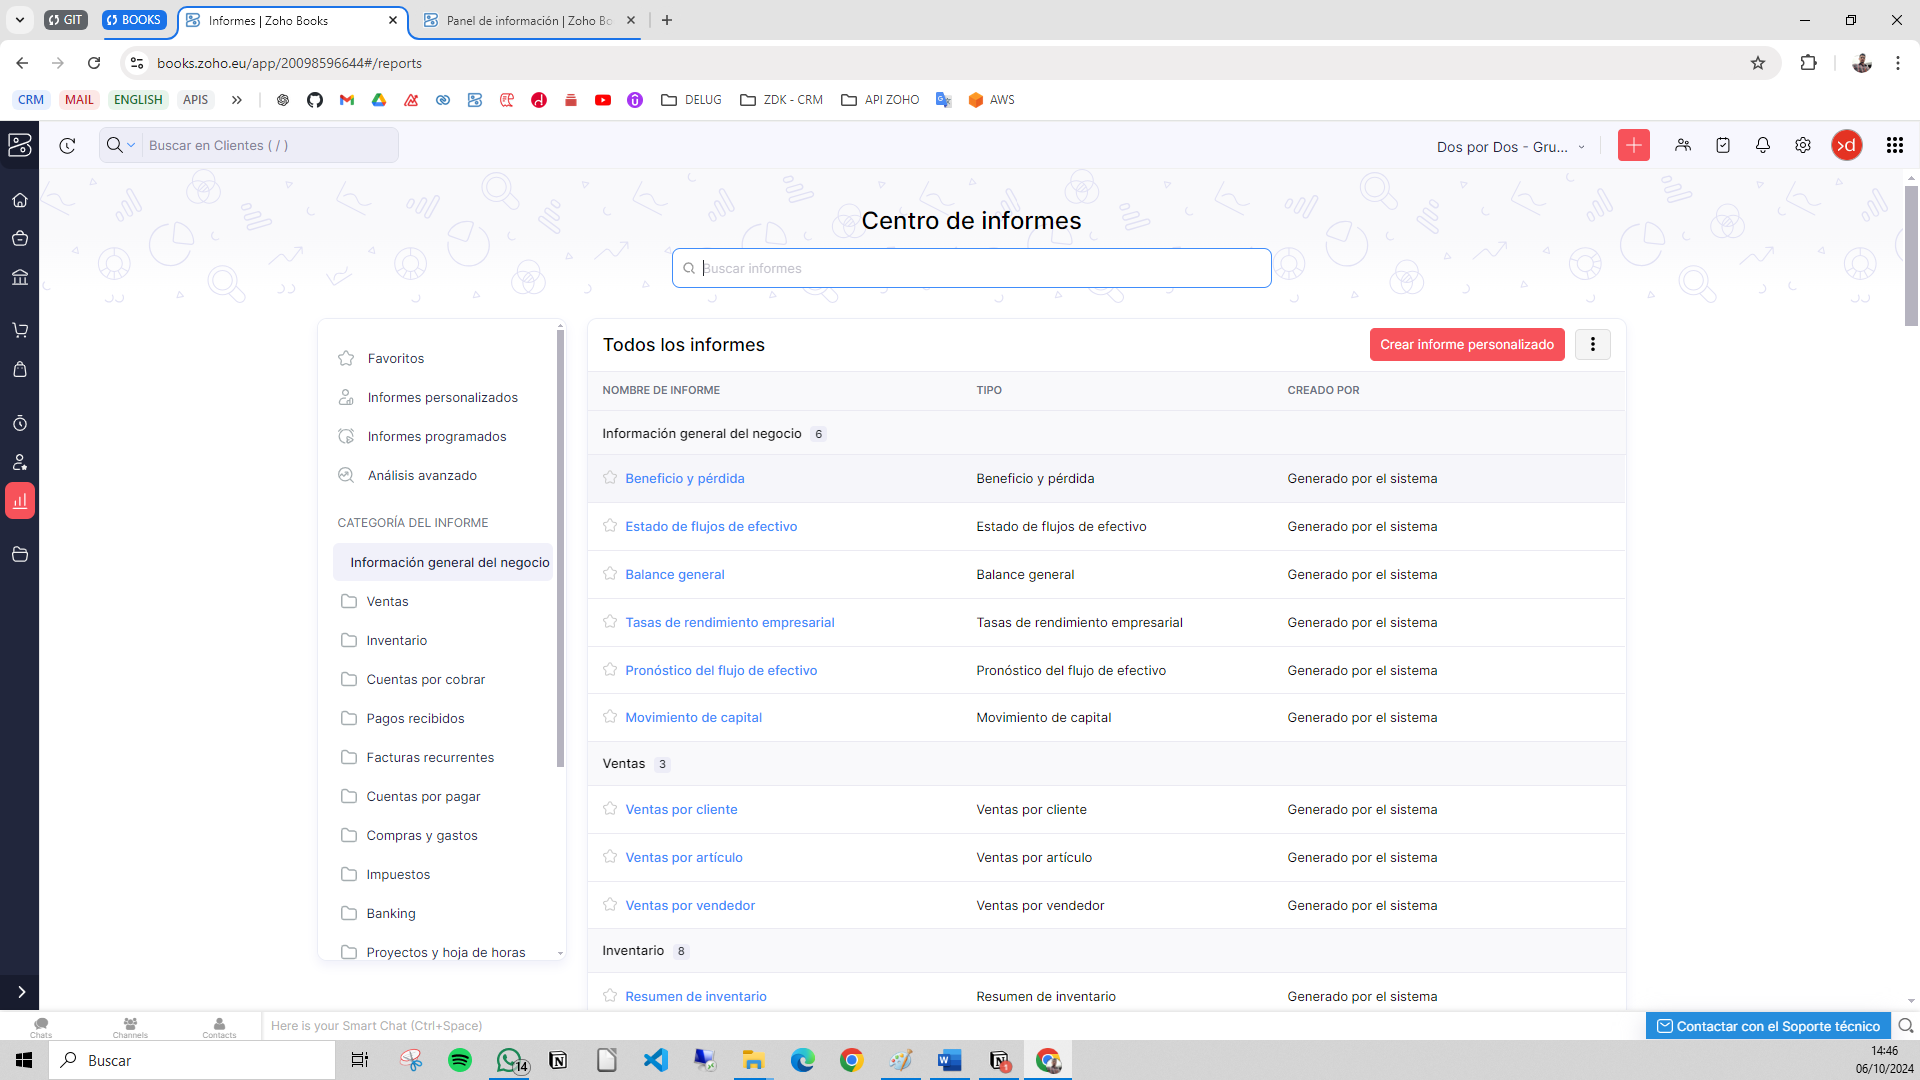 GIT
BOOKS
Informes | Zoho Books
Panel de información | Zoho Bo
books.zoho.eu/app/20098596644#/reports
CRM
MAIL
ENGLISH
APIS
DELUG
ZDK - CRM
API ZOHO
AWS
Buscar en Clientes ( / )
Dos por Dos - Gru...
>d
Centro de informes
Buscar informes
Favoritos
Informes personalizados
Informes programados
Análisis avanzado
CATEGORÍA DEL INFORME
Información general del negocio
Ventas
Inventario
Cuentas por cobrar
Pagos recibidos
Facturas recurrentes
Cuentas por pagar
Compras y gastos
Impuestos
Banking
Proyectos y hoja de horas
Todos los informes
Crear informe personalizado
NOMBRE DE INFORME TIPO CREADO POR
Información general del negocio 6
Beneficio y pérdida Beneficio y pérdida Generado por el sistema
Estado de flujos de efectivo Estado de flujos de efectivo Generado por el sistema
Balance general Balance general Generado por el sistema
Tasas de rendimiento empresarial Tasas de rendimiento empresarial Generado por el sistema
Pronóstico del flujo de efectivo Pronóstico del flujo de efectivo Generado por el sistema
Movimiento de capital Movimiento de capital Generado por el sistema
Ventas 3
Ventas por cliente Ventas por cliente Generado por el sistema
Ventas por artículo Ventas por artículo Generado por el sistema
Ventas por vendedor Ventas por vendedor Generado por el sistema
Inventario 8
Resumen de inventario Resumen de inventario Generado por el sistema
Chats
Channels
Contacts
Here is your Smart Chat (Ctrl+Space)
Contactar con el Soporte técnico
Buscar
14
1
14:46
06/10/2024